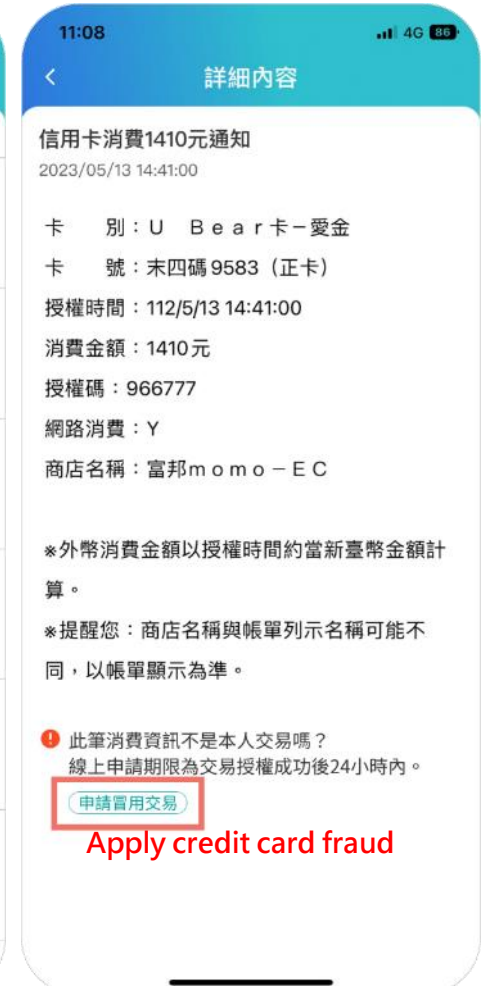 11:08
4G 86
詳細內容
信用卡消費1410元通知
2023/05/13 14:41:00
卡　　別：Ｕ　Ｂｅａｒ卡－愛金
卡　　號：末四碼 9583（正卡）
授權時間：112/5/13 14:41:00
消費金額：1410元
授權碼：966777
網路消費：Y
商店名稱：富邦ｍｏｍｏ－ＥＣ
※外幣消費金額以授權時間約當新臺幣金額計
算。
※提醒您：商店名稱與帳單列示名稱可能不
同，以帳單顯示為準。
此筆消費資訊不是本人交易嗎？
線上申請期限為交易授權成功後24小時內。
申請冒用交易
Apply credit card fraud